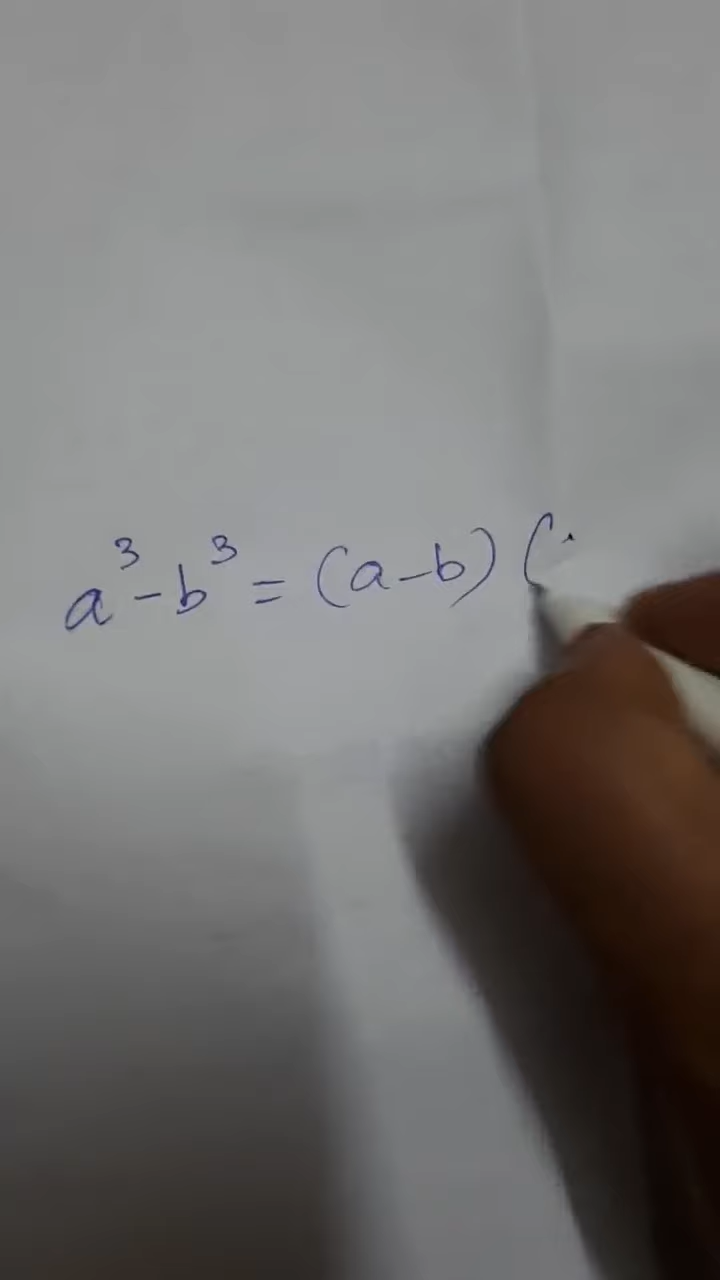 a³-b³ = (a-b) (